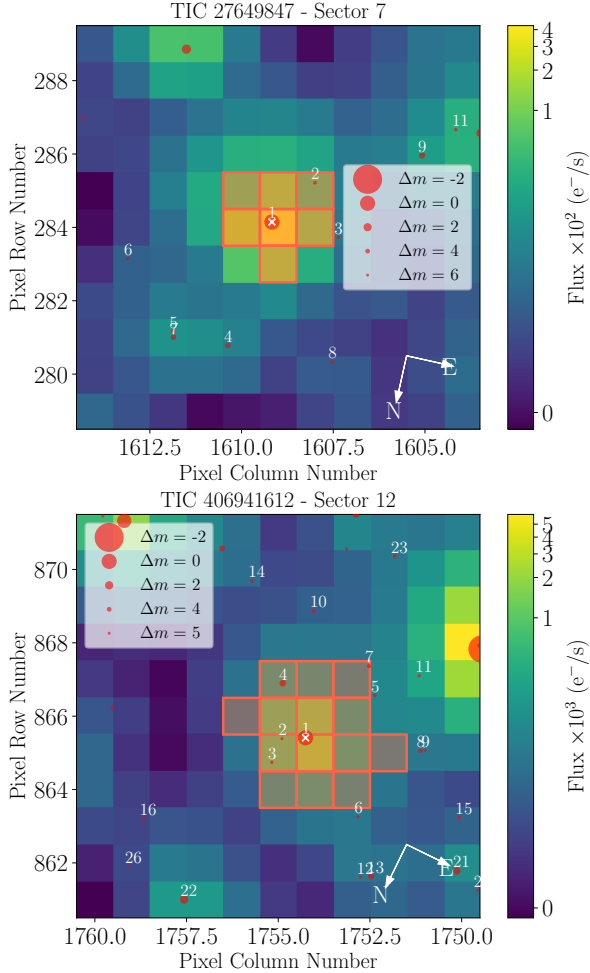 TIC 27649847 - Sector 7
Pixel Row Number
288
286
284
282
280
11
9
2
1
3
6
5
7
4
8
Δm = -2
Δm = 0
Δm = 2
Δm = 4
Δm = 6
E
N
1612.5
1610.0
1607.5
1605.0
Pixel Column Number
4
3
2
1
0
Flux ×10² (e⁻/s)
TIC 406941612 - Sector 12
Pixel Row Number
870
868
866
864
862
Δm = -2
Δm = 0
Δm = 2
Δm = 4
Δm = 5
23
14
10
7
11
4
5
1
2
3
8
9
16
6
15
26
12
13
21
22
E
N
1760.0
1757.5
1755.0
1752.5
1750.0
Pixel Column Number
5
4
3
2
1
0
Flux ×10³ (e⁻/s)